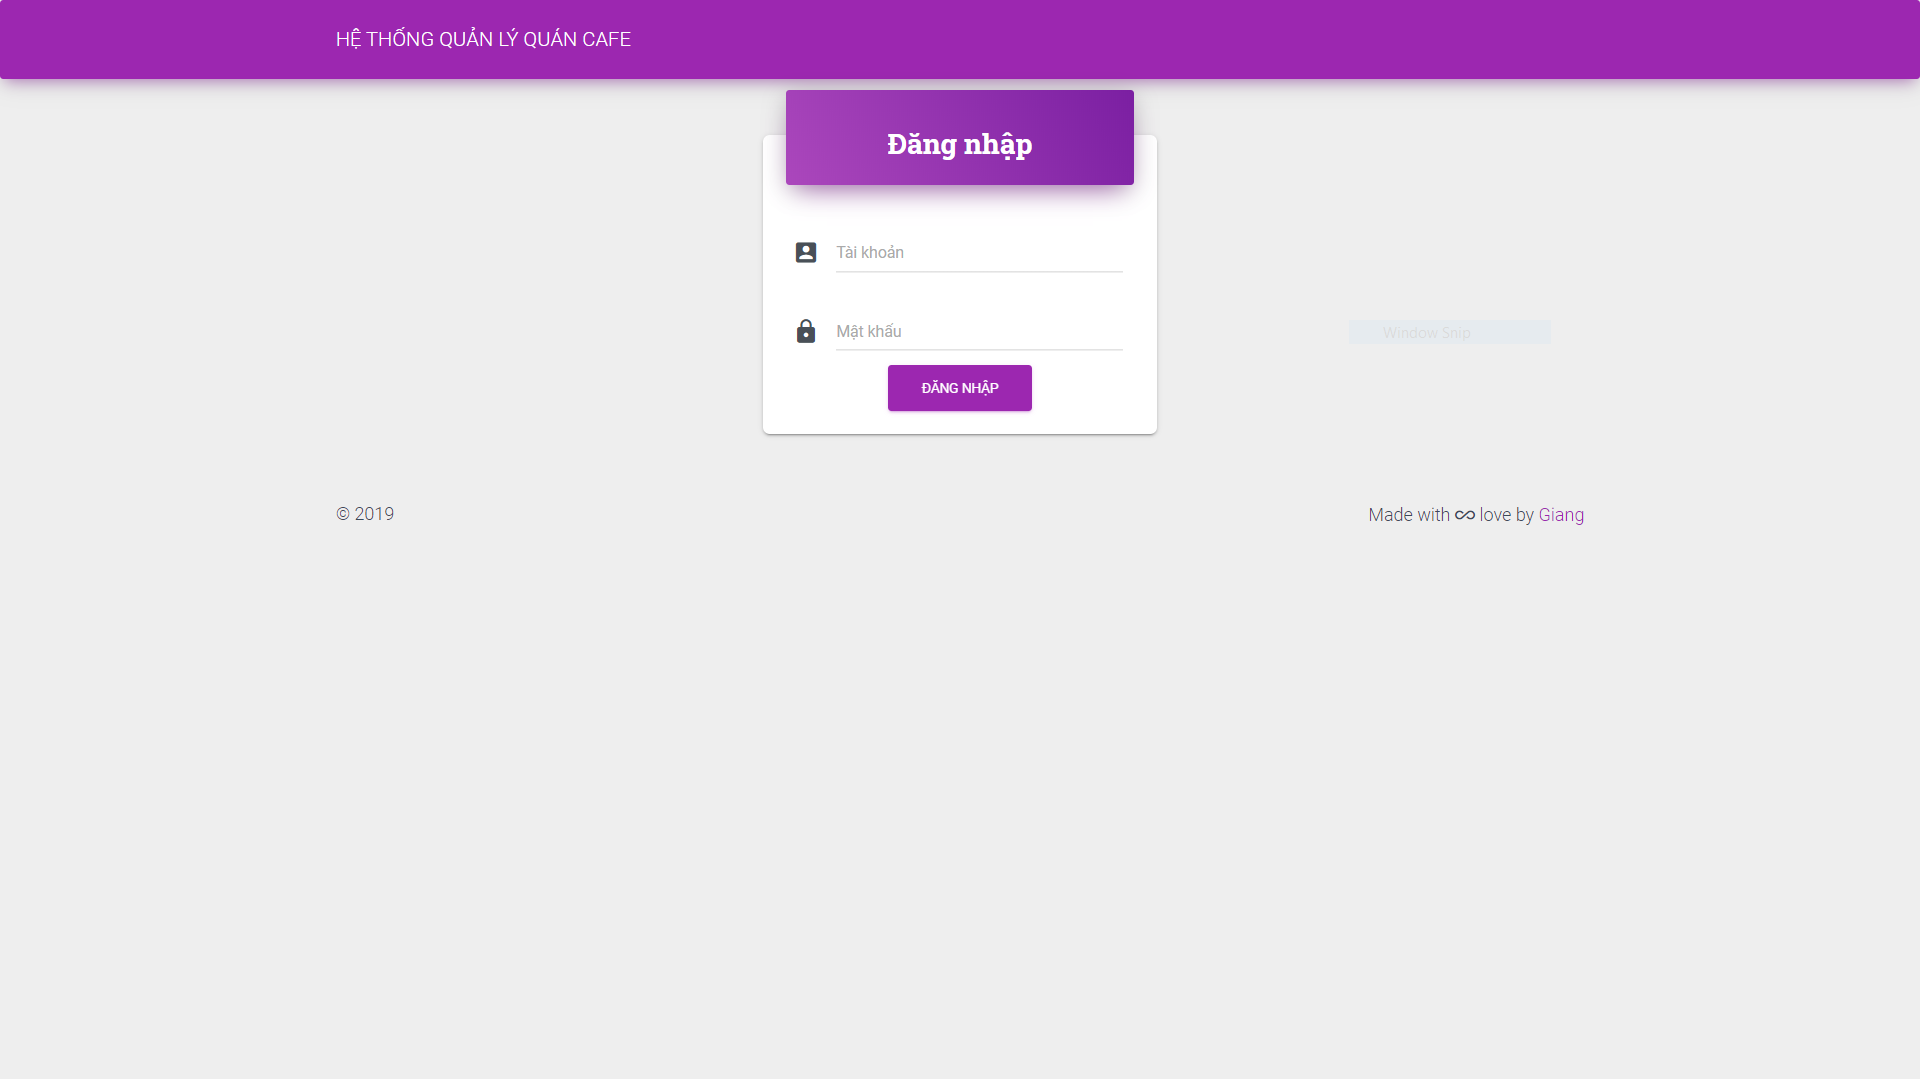 HỆ THỐNG QUẢN LÝ QUÁN CAFE
Đăng nhập
Tài khoản
Mật khẩu
Window Snip
ĐĂNG NHẬP
© 2019
Made with ∞ love by Giang